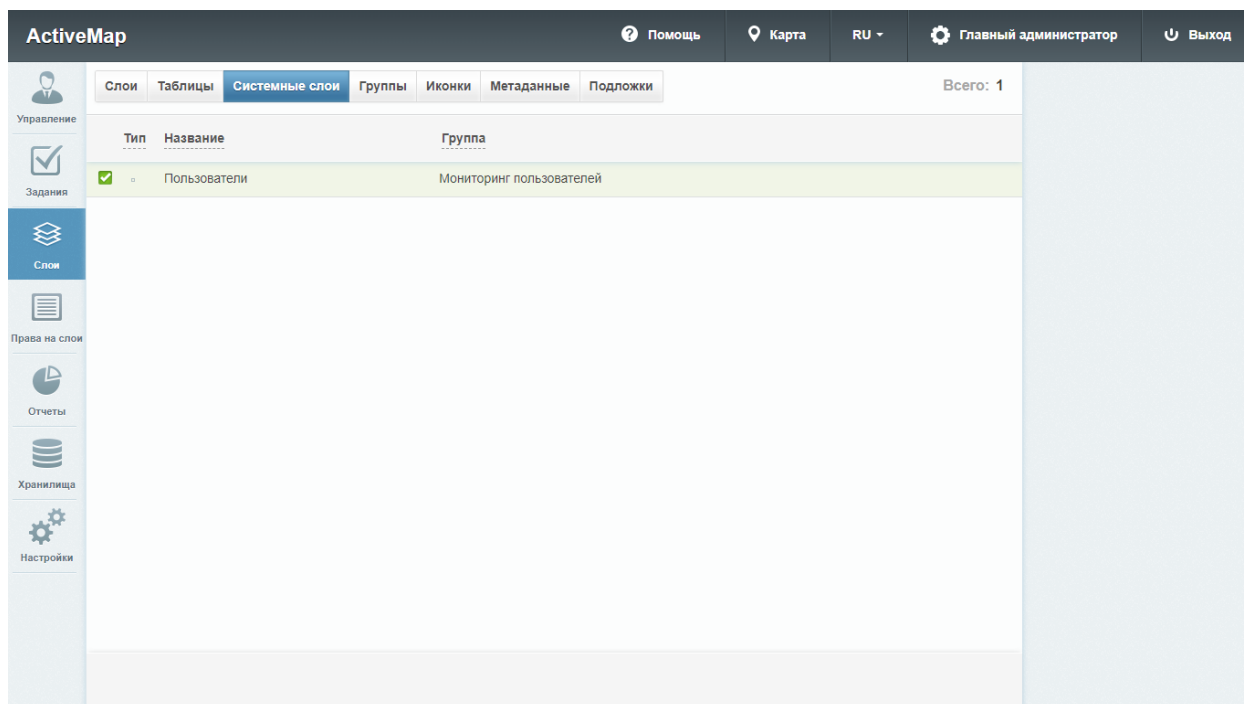 ActiveMap
Помощь
Карта
RU
Главный администратор
Выход
Управление
Задания
Слои
Права на слои
Отчеты
Хранилища
Настройки
Слои Таблицы Системные слои Группы Иконки Метаданные Подложки
Всего: 1
Тип Название Группа
Пользователи Мониторинг пользователей